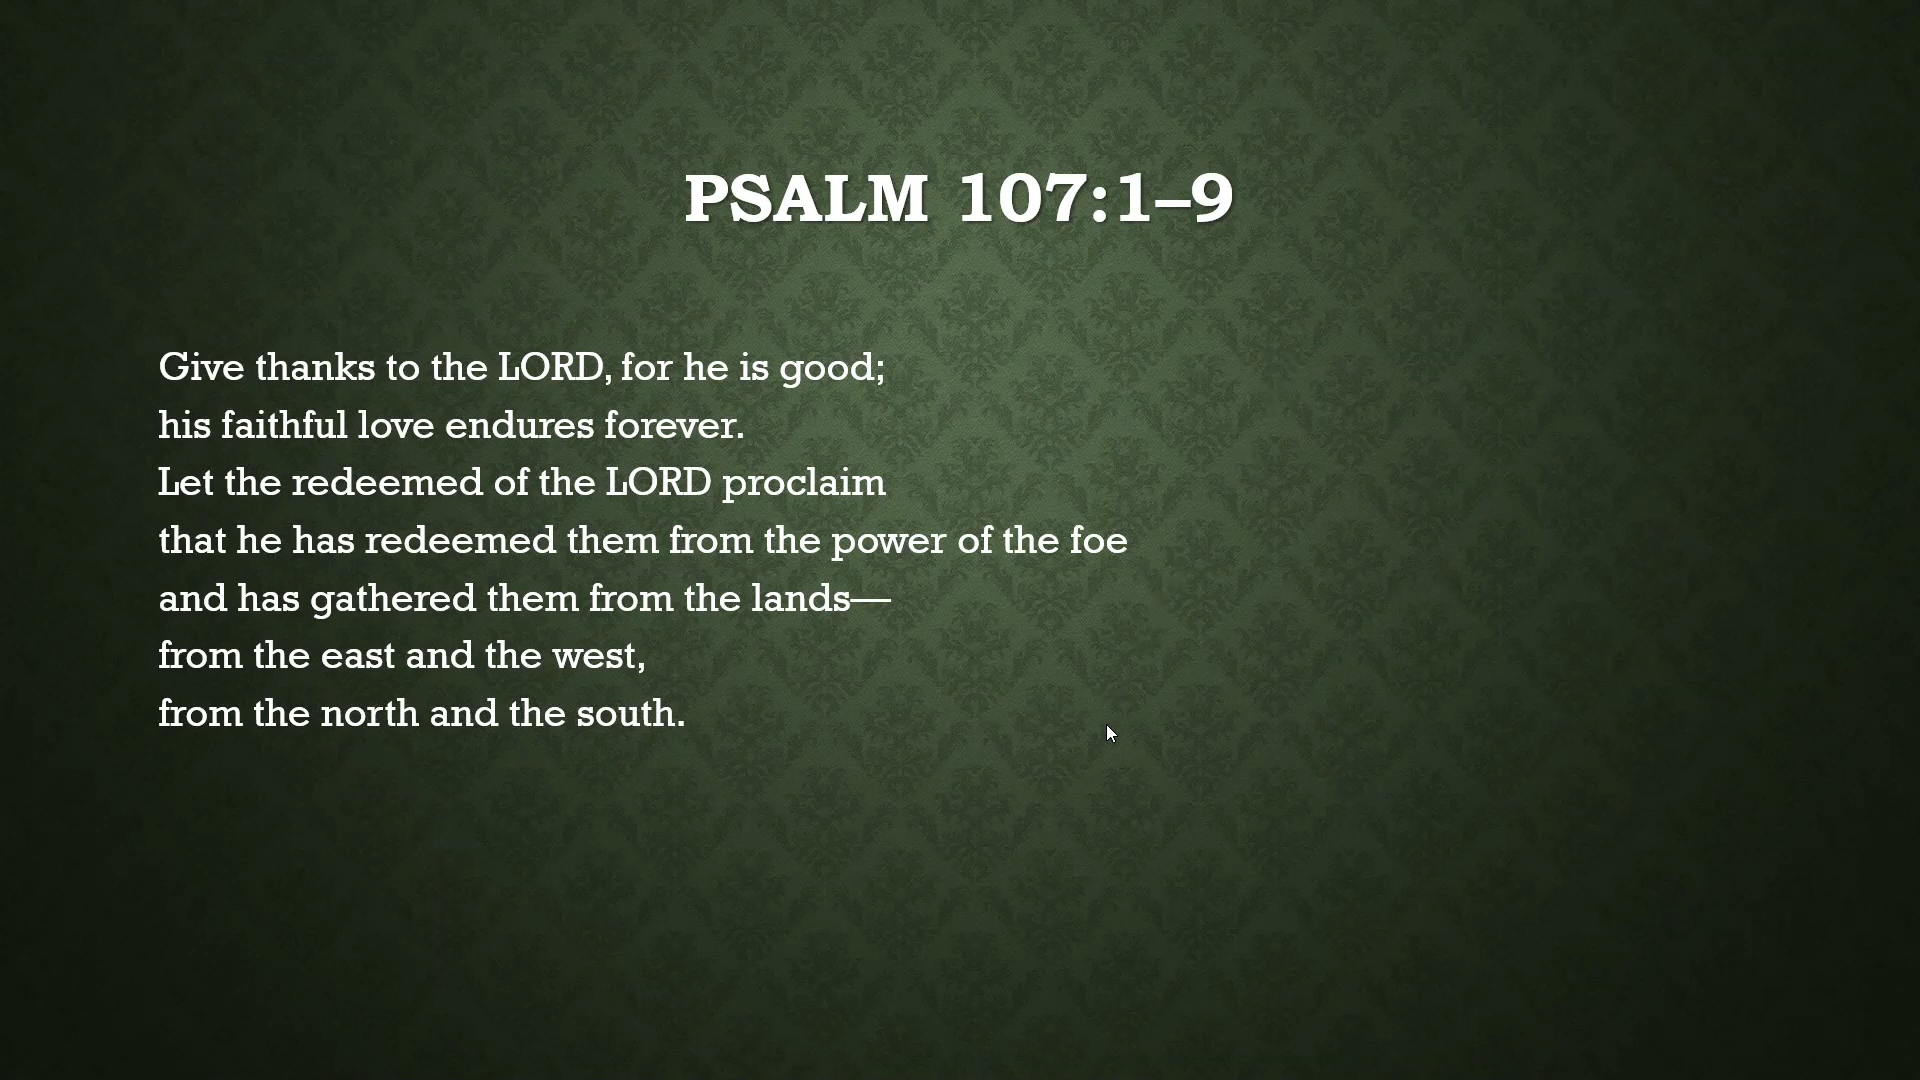 PSALM 107:1–9
Give thanks to the LORD, for he is good;
his faithful love endures forever.
Let the redeemed of the LORD proclaim
that he has redeemed them from the power of the foe
and has gathered them from the lands—
from the east and the west,
from the north and the south.